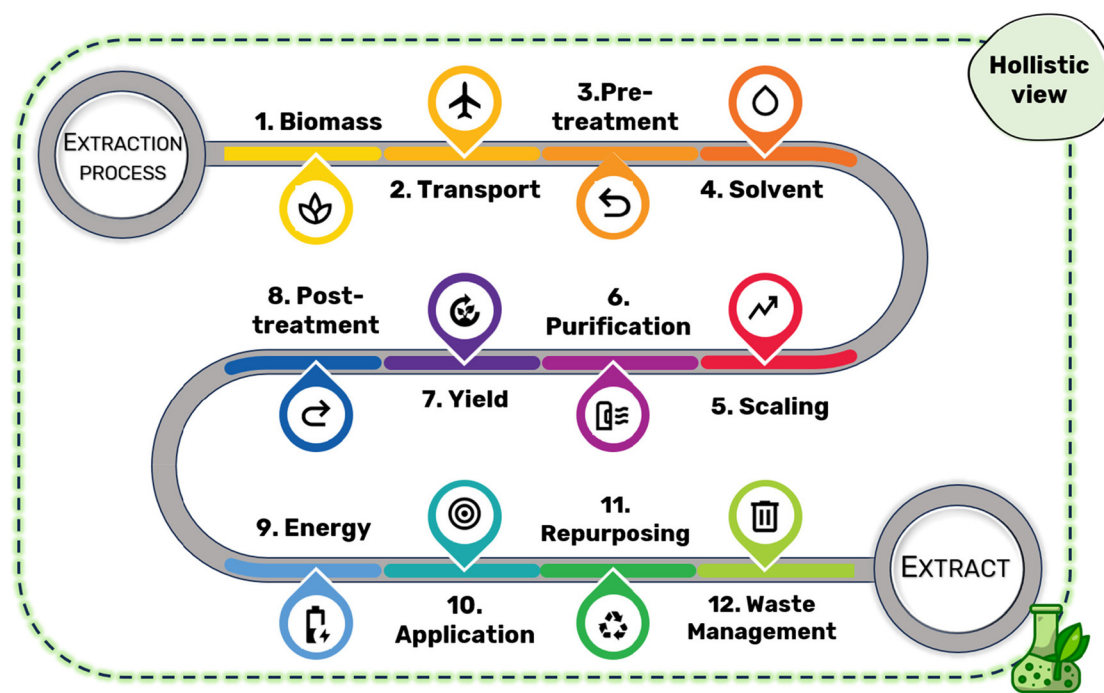 Hollistic
view
EXTRACTION
PROCESS
1. Biomass
2. Transport
3.Pre-
treatment
4. Solvent
5. Scaling
6.
Purification
7. Yield
8. Post-
treatment
9. Energy
10.
Application
11.
Repurposing
12. Waste
Management
EXTRACT